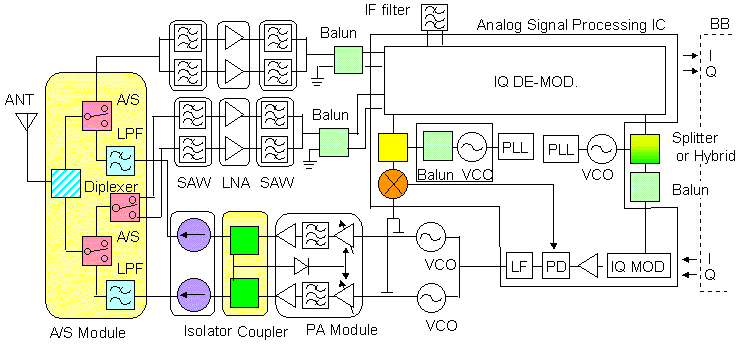 IF filter
Analog Signal Processing IC
BB
Balun
I
Q
IQ DE-MOD.
ANT
A/S
LPF
Balun
Splitter
or Hybrid
PLL
PLL
Diplexer
SAW
LNA
SAW
Balun
VCO
VCO
Balun
A/S
LPF
VCO
LF
PD
IQ MOD
I
Q
VCO
A/S Module
Isolator
Coupler
PA Module